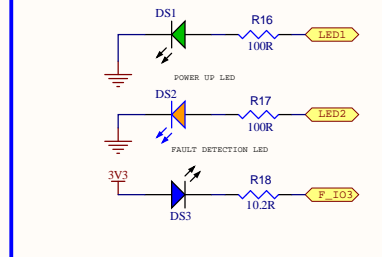 DS1
R16
LED1
100R
POWER UP LED
DS2
R17
LED2
100R
FAULT DETECTION LED
3V3
R18
F_IO3
10.2R
DS3